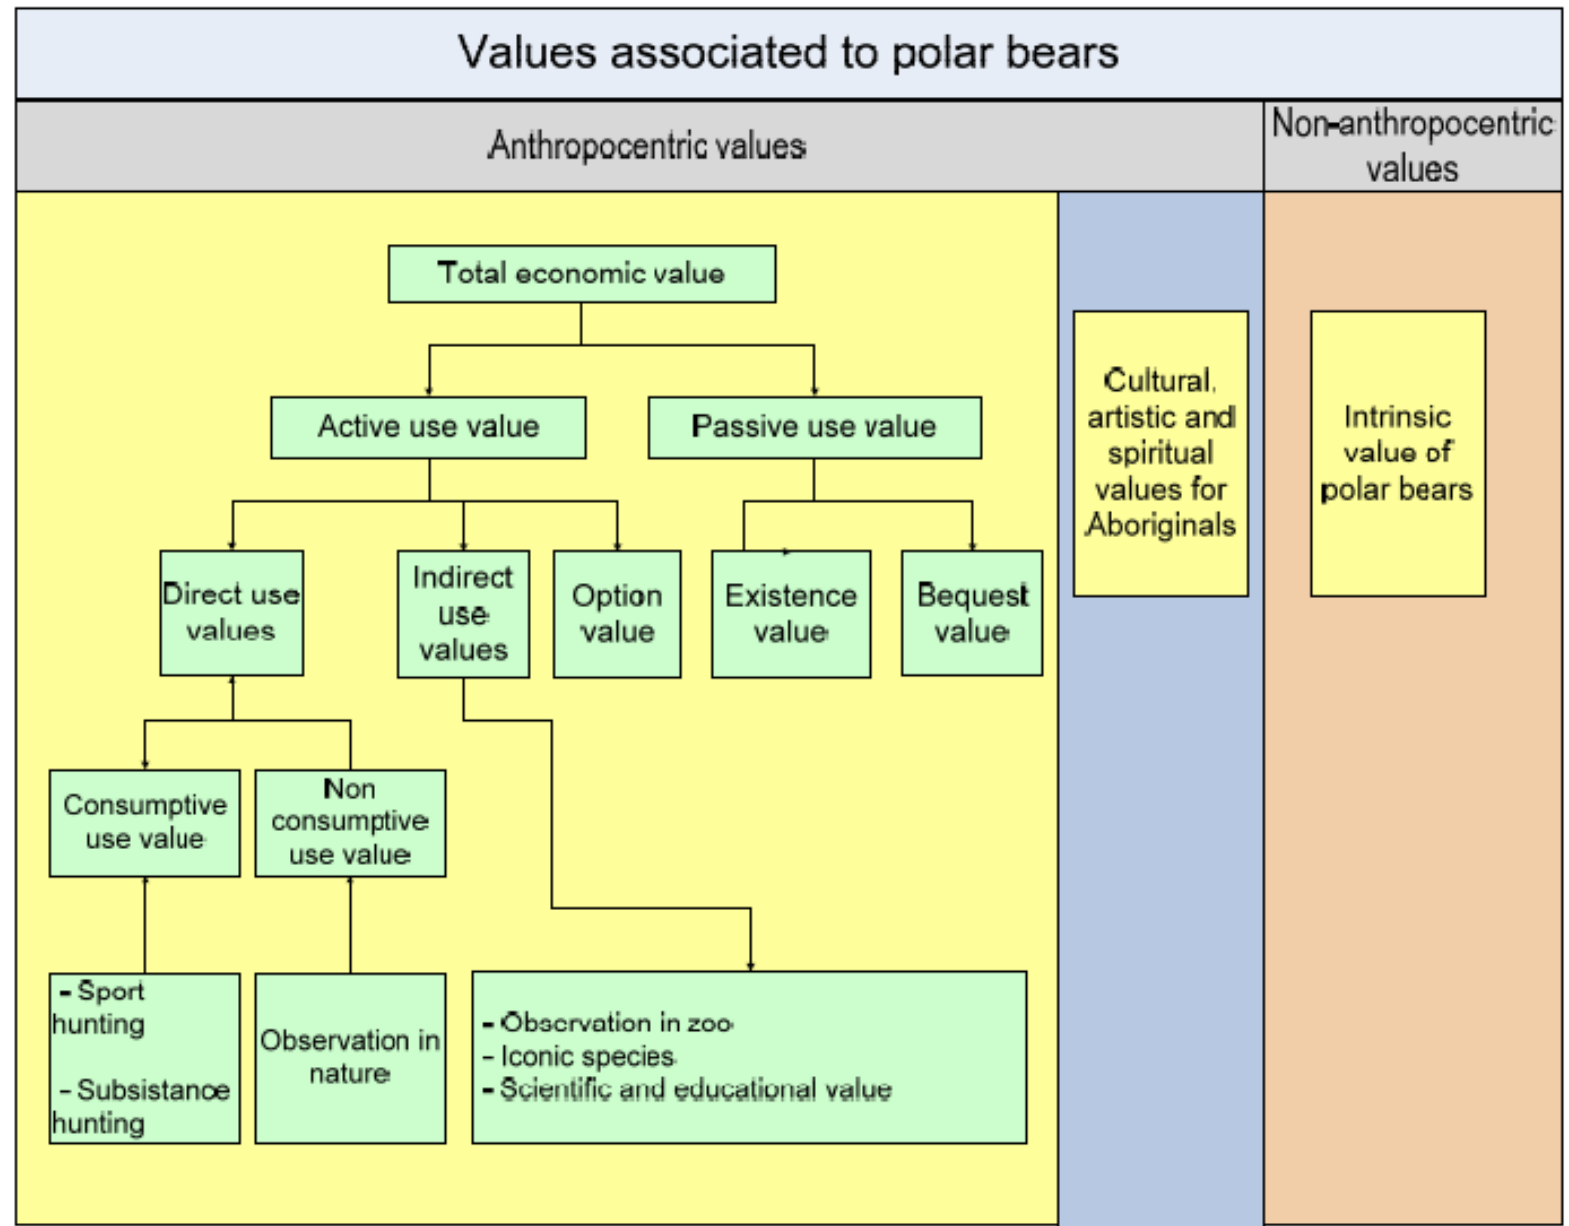 Values associated to polar bears
Anthropocentric values
Non-anthropocentric
values
Total economic value
Active use value
Passive use value
Cultural,
artistic and
spiritual
values for
Aboriginals
Intrinsic
value of
polar bears
Direct use
values
Indirect
use
values
Option
value
Existence
value
Bequest
value
Consumptive
use value
Non
consumptive
use value
- Sport
hunting
- Subsistance
hunting
Observation in
nature
- Observation in zoo
- Iconic species
- Scientific and educational value